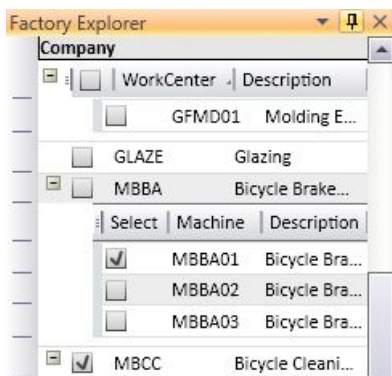 Factory Explorer
Company
WorkCenter Description
GFMD01 Molding E...
GLAZE Glazing
MBBA Bicycle Brake...
Select Machine Description
MBBA01 Bicycle Bra...
MBBA02 Bicycle Bra...
MBBA03 Bicycle Bra...
MBCC Bicycle Cleani...